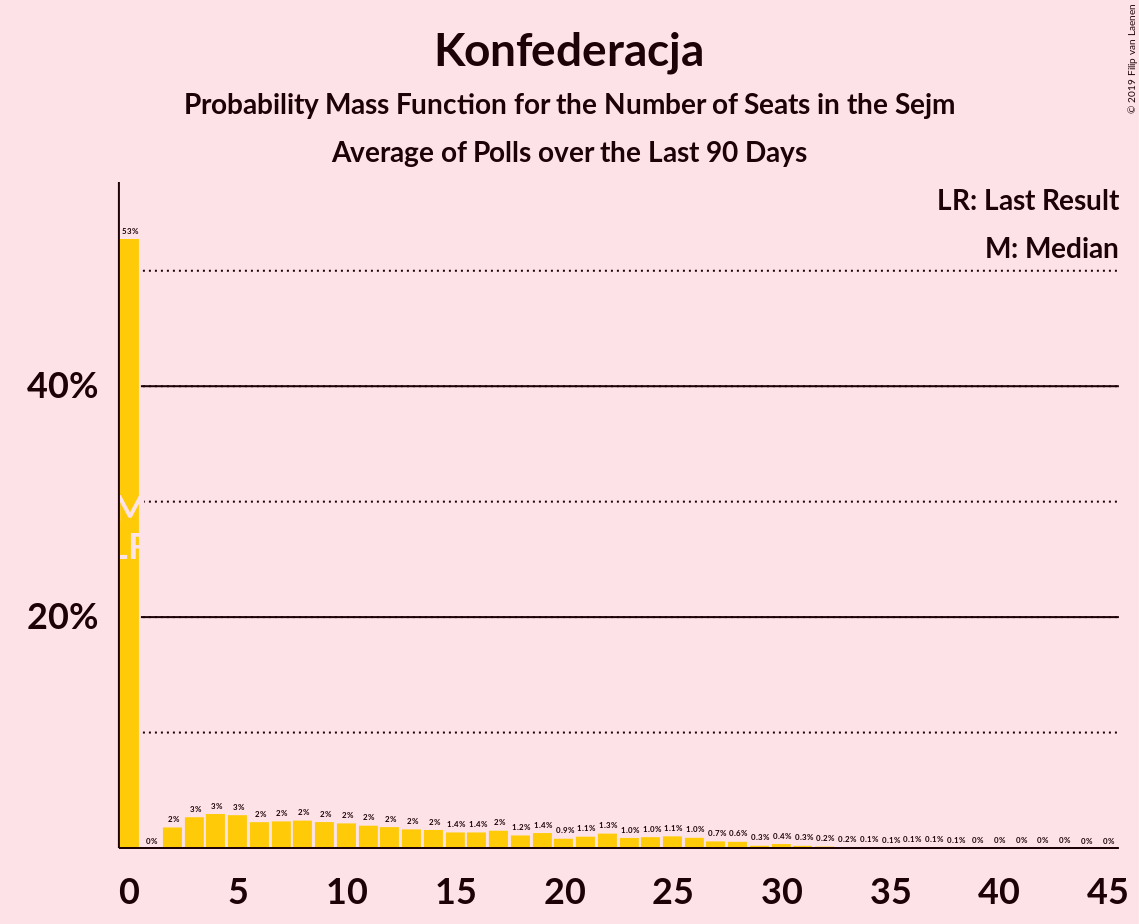 Konfederacja
Probability Mass Function for the Number of Seats in the Sejm
Average of Polls over the Last 90 Days
© 2019 Filip van Laenen
LR: Last Result
M: Median
40%
20%
53%
M
LR
0% 2% 3% 3% 3% 2% 2% 2% 2% 2% 2% 2% 2% 2% 1.4% 1.4% 2% 1.2% 1.4% 0.9% 1.1% 1.3% 1.0% 1.0% 1.1% 1.0% 0.7% 0.6% 0.3% 0.4% 0.3% 0.2% 0.2% 0.1% 0.1% 0.1% 0.1% 0.1% 0% 0% 0% 0% 0% 0% 0%
0 5 10 15 20 25 30 35 40 45